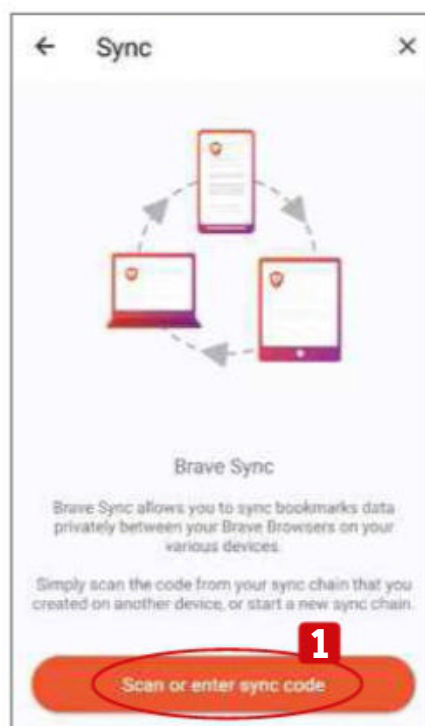 Sync
Brave Sync
Brave Sync allows you to sync bookmarks data
privately between your Brave Browsers on your
various devices.
Simply scan the code from your sync chain that you
created on another device, or start a new sync chain.
1
Scan or enter sync code